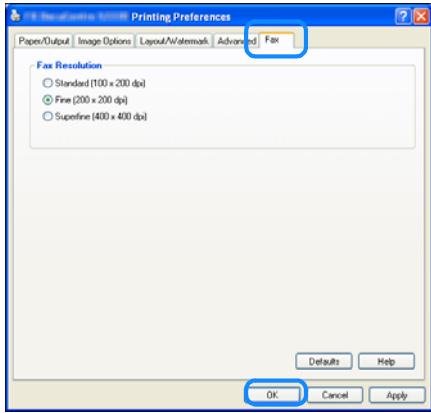 Printing Preferences
Paper/Output Image Options Layout/Watermark Advanced Fax
Fax Resolution
Standard (100 x 200 dpi)
Fine (200 x 200 dpi)
Superfine (400 x 400 dpi)
Defaults Help
OK Cancel Apply